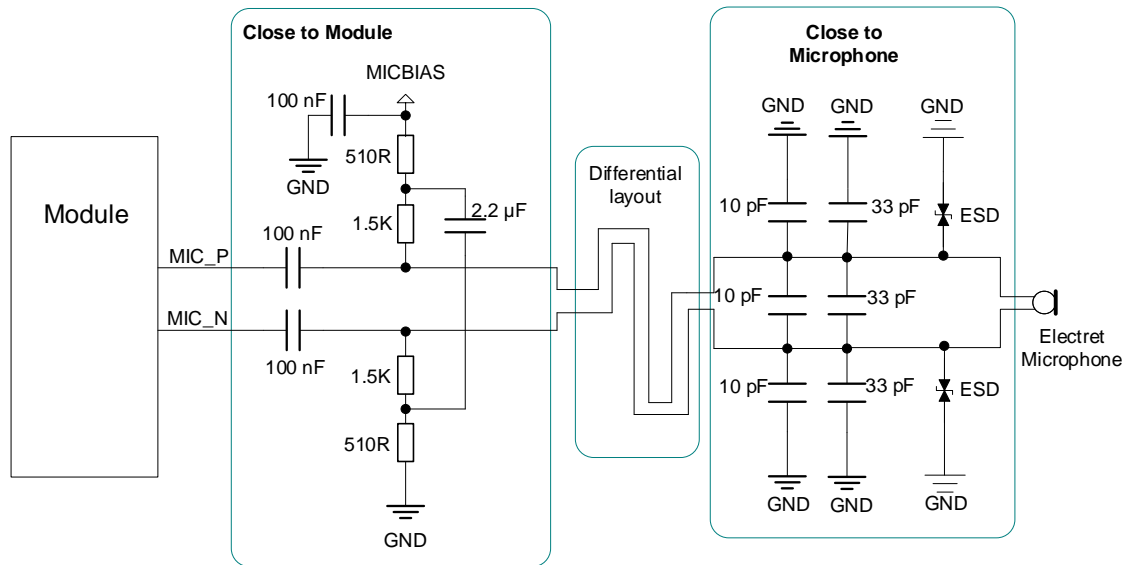 Close to Module
MICBIAS
100 nF
GND
510R
1.5K
2.2 µF
Module
MIC_P
100 nF
MIC_N
100 nF
1.5K
510R
GND
Differential
layout
Close to
Microphone
GND
GND
GND
10 pF
33 pF
ESD
10 pF
33 pF
Electret
Microphone
10 pF
33 pF
ESD
GND
GND
GND